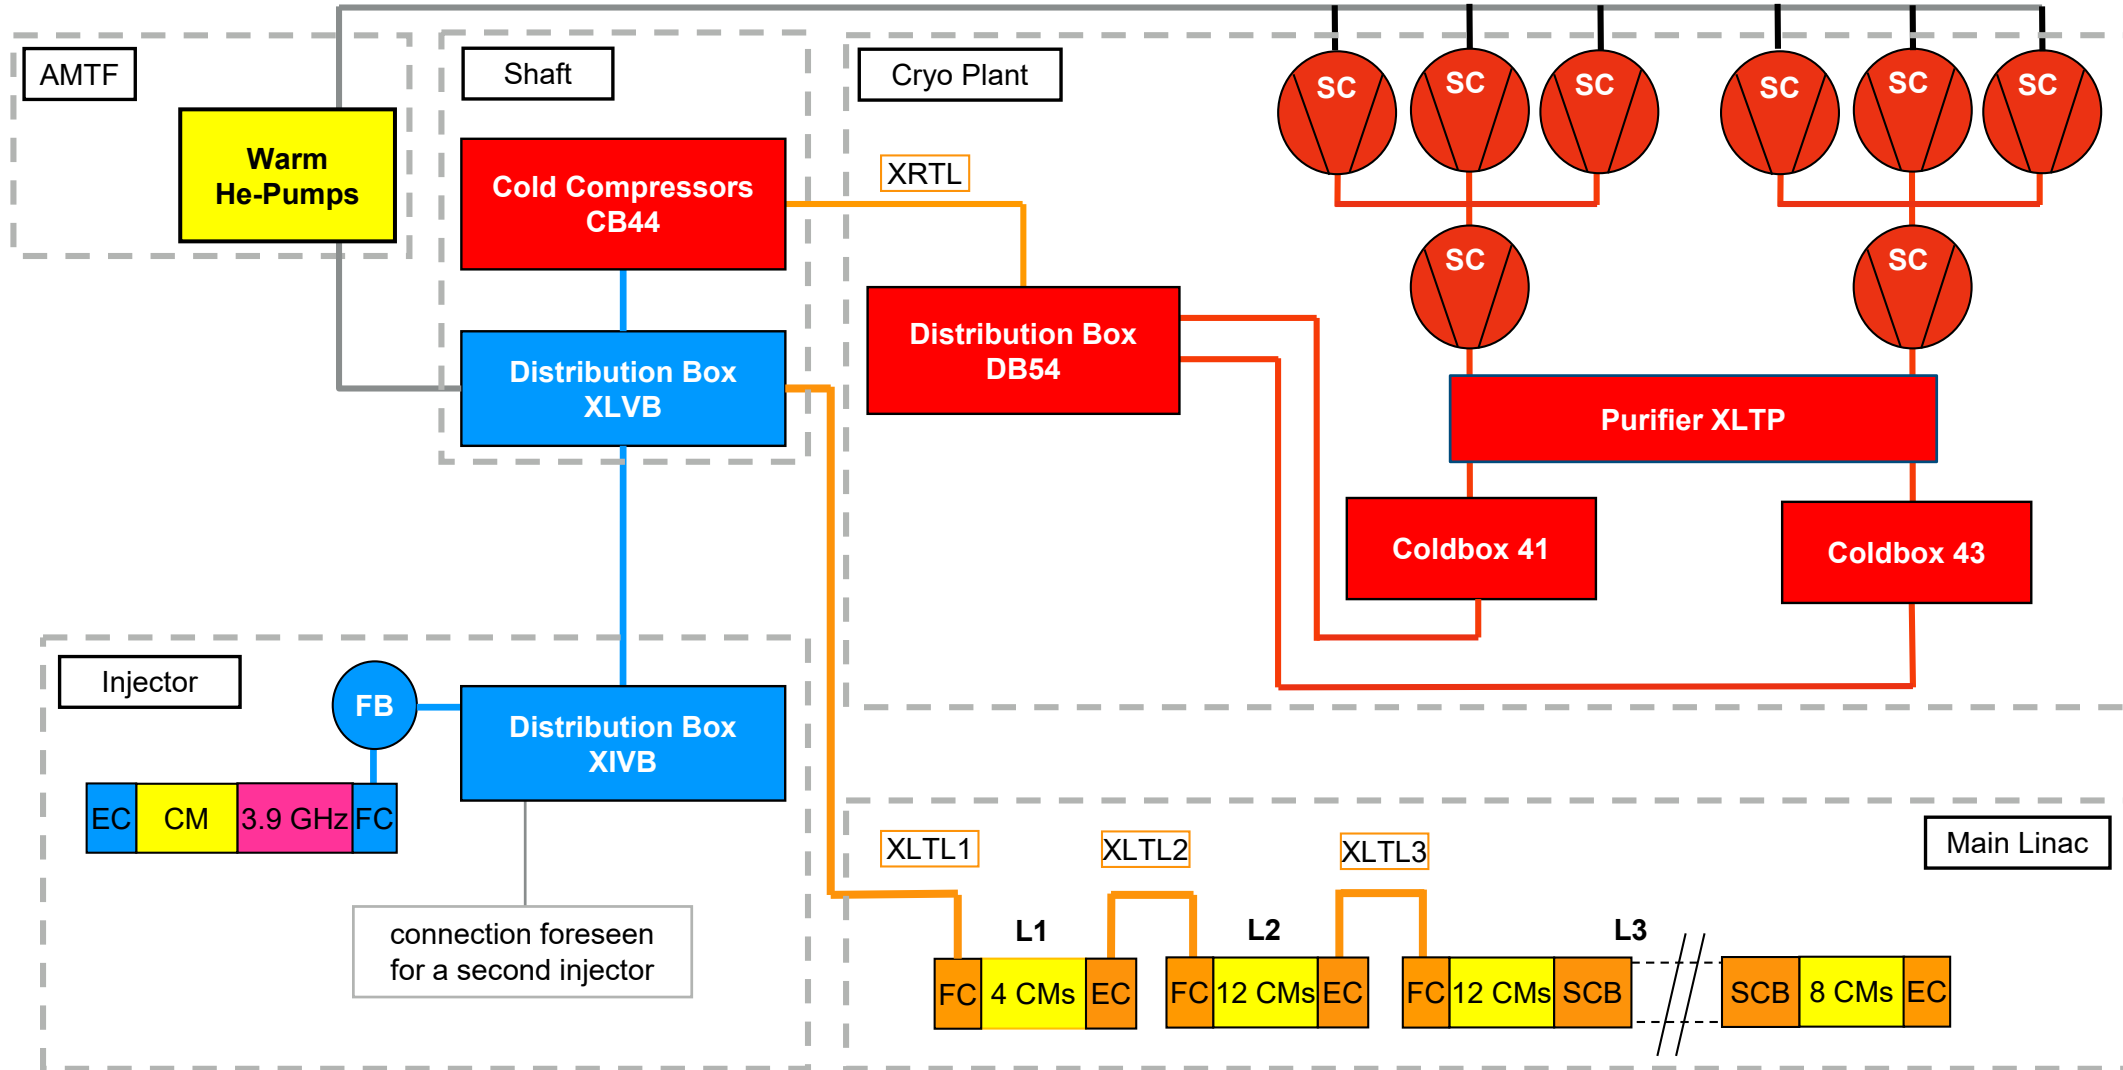 AMTF
Warm
He-Pumps
Shaft
Cold Compressors
CB44
Distribution Box
XLVB
Cryo Plant
XRTL
Distribution Box
DB54
SC
SC
SC
SC
SC
SC
SC
SC
Purifier XLTP
Coldbox 41
Coldbox 43
Injector
FB
Distribution Box
XIVB
EC
CM
3.9 GHz
FC
connection foreseen
for a second injector
Main Linac
XLTL1
XLTL2
XLTL3
L1
L2
L3
FC
4 CMs
EC
FC
12 CMs
EC
FC
12 CMs
SCB
SCB
8 CMs
EC